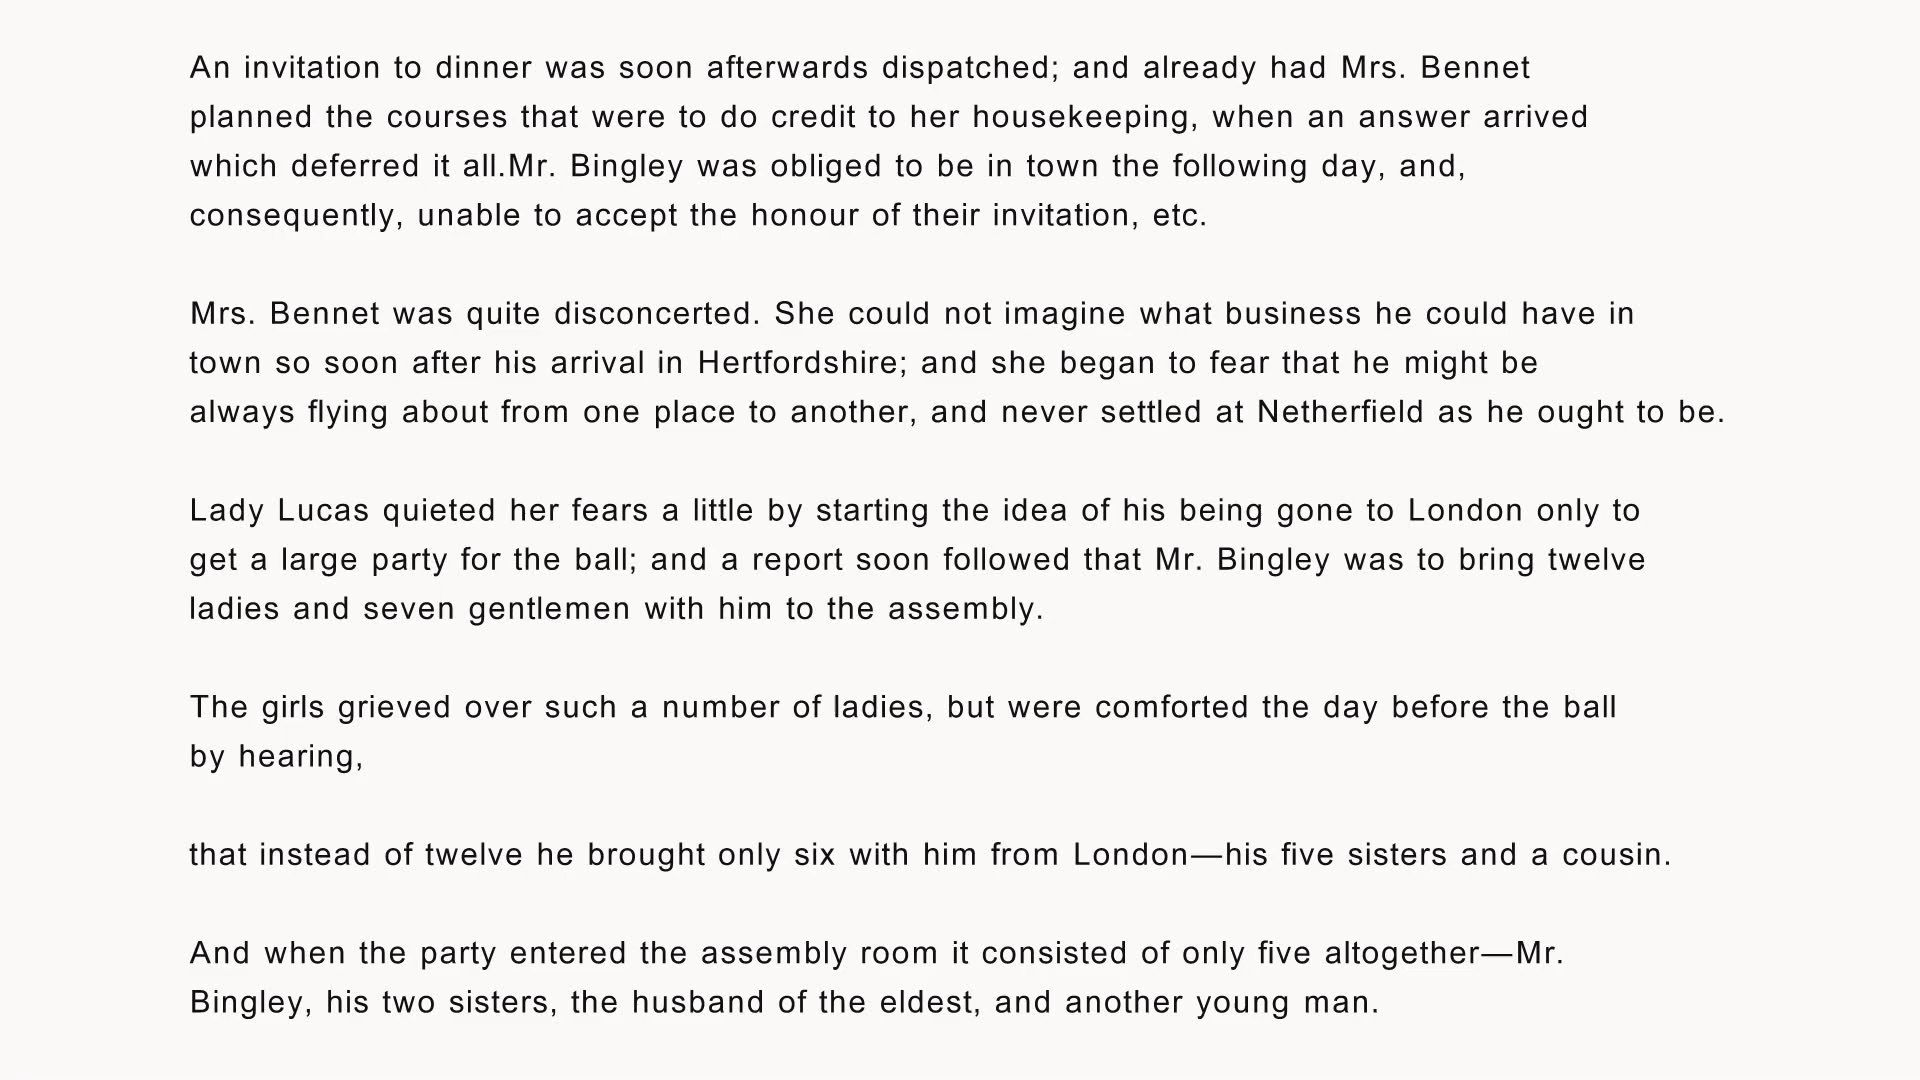 An invitation to dinner was soon afterwards dispatched; and already had Mrs. Bennet
planned the courses that were to do credit to her housekeeping, when an answer arrived
which deferred it all.Mr. Bingley was obliged to be in town the following day, and,
consequently, unable to accept the honour of their invitation, etc.
Mrs. Bennet was quite disconcerted. She could not imagine what business he could have in
town so soon after his arrival in Hertfordshire; and she began to fear that he might be
always flying about from one place to another, and never settled at Netherfield as he ought to be.
Lady Lucas quieted her fears a little by starting the idea of his being gone to London only to
get a large party for the ball; and a report soon followed that Mr. Bingley was to bring twelve
ladies and seven gentlemen with him to the assembly.
The girls grieved over such a number of ladies, but were comforted the day before the ball
by hearing,
that instead of twelve he brought only six with him from London—his five sisters and a cousin.
And when the party entered the assembly room it consisted of only five altogether—Mr.
Bingley, his two sisters, the husband of the eldest, and another young man.